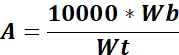 A = 10000 * Wb / Wt